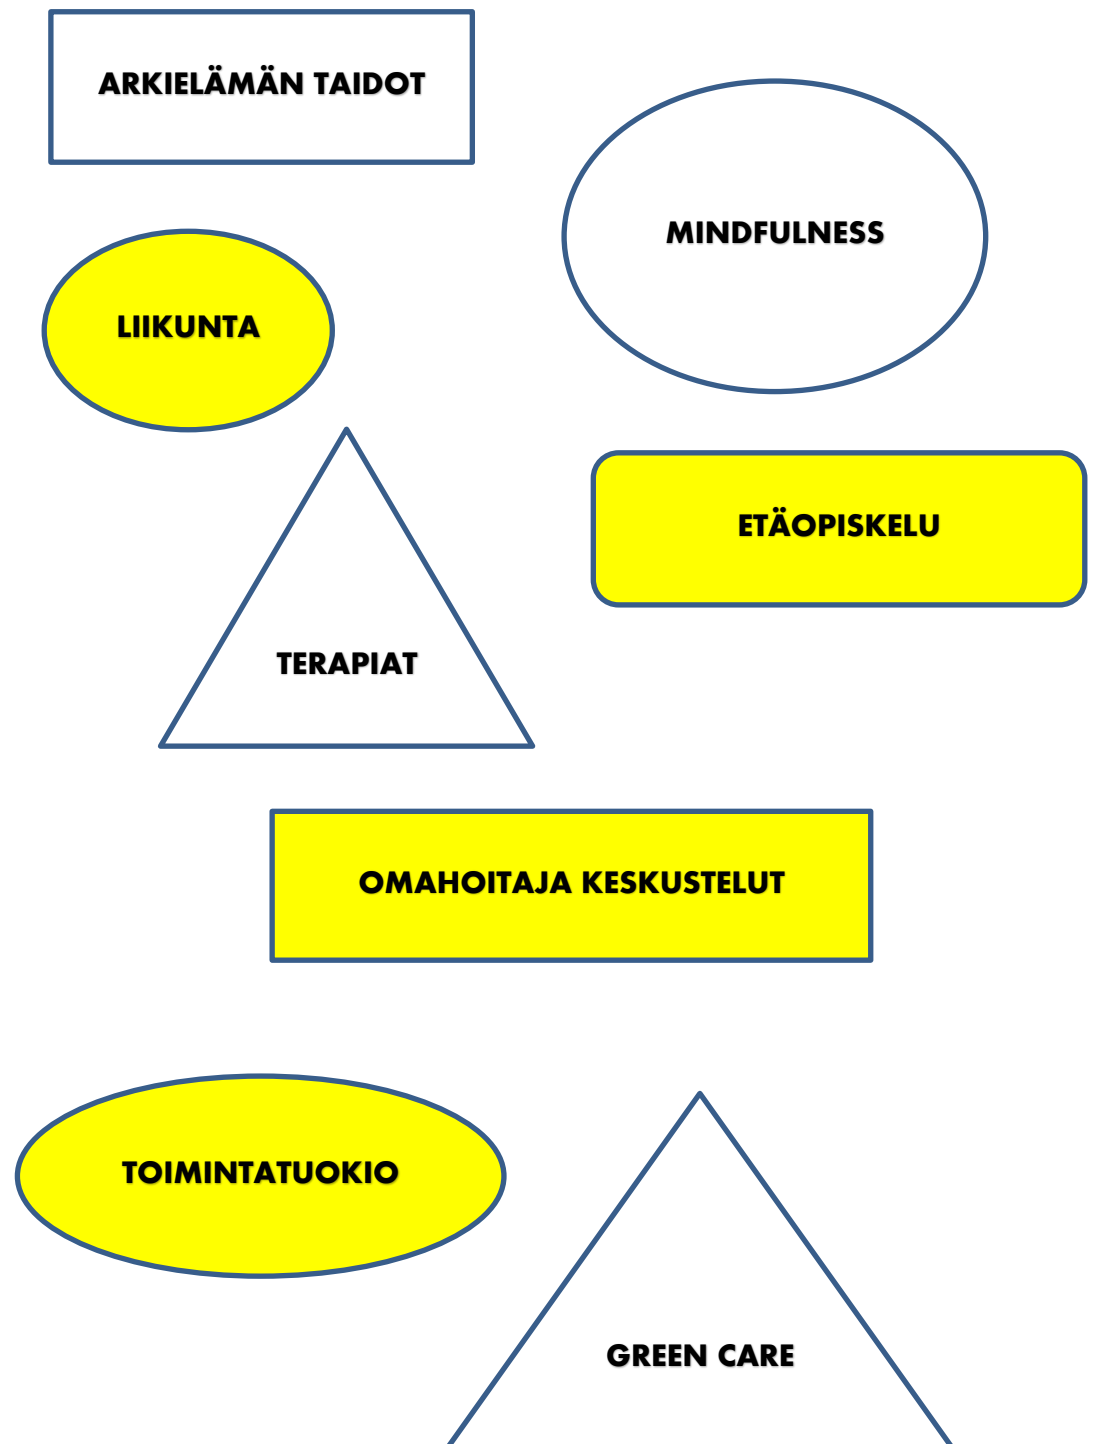 ARKIELÄMÄN TAIDOT
MINDFULNESS
LIIKUNTA
ETÄOPISKELU
TERAPIAT
OMAHOITAJA KESKUSTELUT
TOIMINTATUOKIO
GREEN CARE